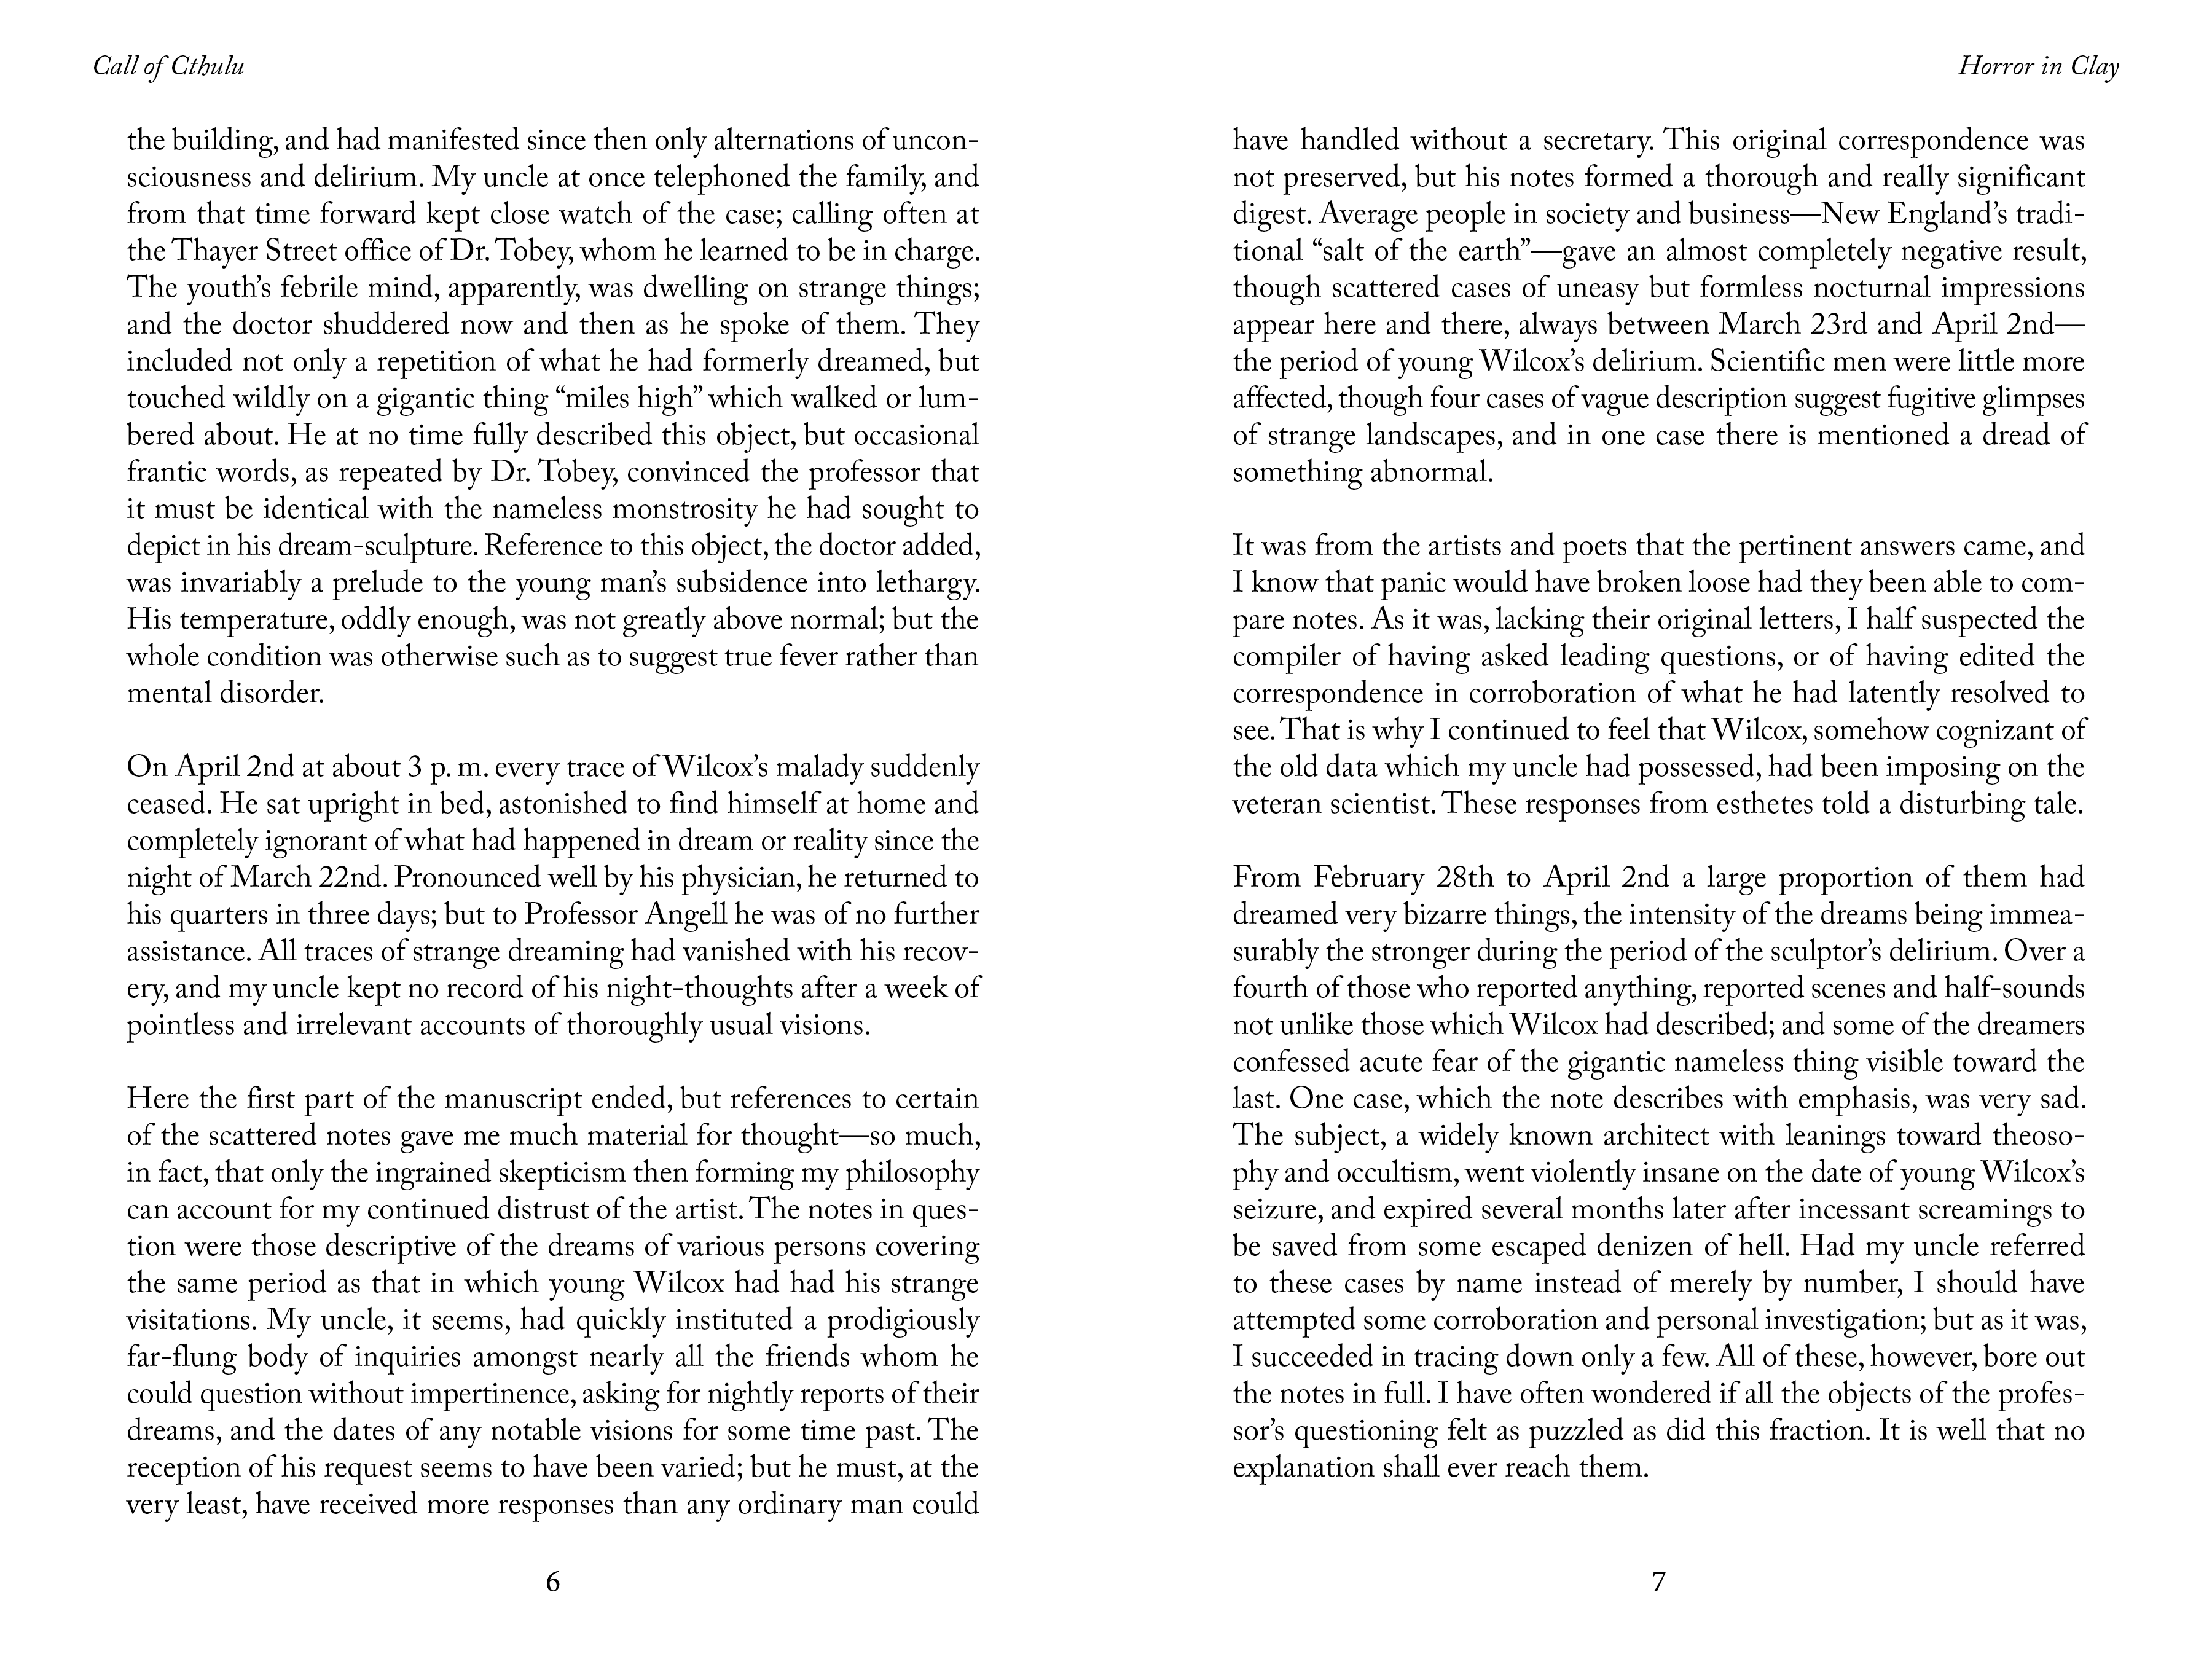 Call of Cthulu
the building, and had manifested since then only alternations of uncon-
sciousness and delirium. My uncle at once telephoned the family, and
from that time forward kept close watch of the case; calling often at
the Thayer Street office of Dr. Tobey, whom he learned to be in charge.
The youth's febrile mind, apparently, was dwelling on strange things;
and the doctor shuddered now and then as he spoke of them. They
included not only a repetition of what he had formerly dreamed, but
touched wildly on a gigantic thing “miles high” which walked or lum-
bered about. He at no time fully described this object, but occasional
frantic words, as repeated by Dr. Tobey, convinced the professor that
it must be identical with the nameless monstrosity he had sought to
depict in his dream-sculpture. Reference to this object, the doctor added,
was invariably a prelude to the young man's subsidence into lethargy.
His temperature, oddly enough, was not greatly above normal; but the
whole condition was otherwise such as to suggest true fever rather than
mental disorder.
On April 2nd at about 3 p. m. every trace of Wilcox's malady suddenly
ceased. He sat upright in bed, astonished to find himself at home and
completely ignorant of what had happened in dream or reality since the
night of March 22nd. Pronounced well by his physician, he returned to
his quarters in three days; but to Professor Angell he was of no further
assistance. All traces of strange dreaming had vanished with his recov-
ery, and my uncle kept no record of his night-thoughts after a week of
pointless and irrelevant accounts of thoroughly usual visions.
Here the first part of the manuscript ended, but references to certain
of the scattered notes gave me much material for thought—so much,
in fact, that only the ingrained skepticism then forming my philosophy
can account for my continued distrust of the artist. The notes in ques-
tion were those descriptive of the dreams of various persons covering
the same period as that in which young Wilcox had had his strange
visitations. My uncle, it seems, had quickly instituted a prodigiously
far-flung body of inquiries amongst nearly all the friends whom he
could question without impertinence, asking for nightly reports of their
dreams, and the dates of any notable visions for some time past. The
reception of his request seems to have been varied; but he must, at the
very least, have received more responses than any ordinary man could
6
Horror in Clay
have handled without a secretary. This original correspondence was
not preserved, but his notes formed a thorough and really significant
digest. Average people in society and business—New England's tradi-
tional “salt of the earth”—gave an almost completely negative result,
though scattered cases of uneasy but formless nocturnal impressions
appear here and there, always between March 23rd and April 2nd—
the period of young Wilcox's delirium. Scientific men were little more
affected, though four cases of vague description suggest fugitive glimpses
of strange landscapes, and in one case there is mentioned a dread of
something abnormal.
It was from the artists and poets that the pertinent answers came, and
I know that panic would have broken loose had they been able to com-
pare notes. As it was, lacking their original letters, I half suspected the
compiler of having asked leading questions, or of having edited the
correspondence in corroboration of what he had latently resolved to
see. That is why I continued to feel that Wilcox, somehow cognizant of
the old data which my uncle had possessed, had been imposing on the
veteran scientist. These responses from esthetes told a disturbing tale.
From February 28th to April 2nd a large proportion of them had
dreamed very bizarre things, the intensity of the dreams being immea-
surably the stronger during the period of the sculptor's delirium. Over a
fourth of those who reported anything, reported scenes and half-sounds
not unlike those which Wilcox had described; and some of the dreamers
confessed acute fear of the gigantic nameless thing visible toward the
last. One case, which the note describes with emphasis, was very sad.
The subject, a widely known architect with leanings toward theoso-
phy and occultism, went violently insane on the date of young Wilcox's
seizure, and expired several months later after incessant screamings to
be saved from some escaped denizen of hell. Had my uncle referred
to these cases by name instead of merely by number, I should have
attempted some corroboration and personal investigation; but as it was,
I succeeded in tracing down only a few. All of these, however, bore out
the notes in full. I have often wondered if all the objects of the profes-
sor's questioning felt as puzzled as did this fraction. It is well that no
explanation shall ever reach them.
7